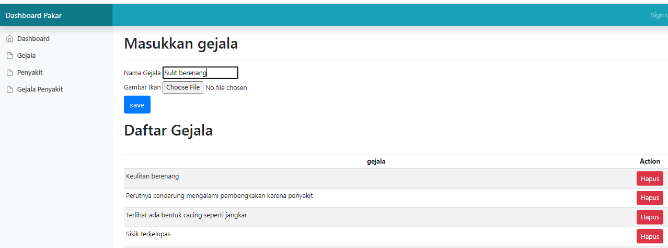 Dashboard Pakar
Sign o
Dashboard
Gejala
Penyakit
Gejala Penyakit
Masukkan gejala
Nama Gejala Sulit berenang
Gambar Ikan Choose File No file chosen
save
Daftar Gejala
gejala Action
Keulitan berenang Hapus
Perutnya cenderung mengalami pembengkakan karena penyakit Hapus
Terlihat ada bentuk cacing seperti jangkar Hapus
Sisik terkelupas Hapus